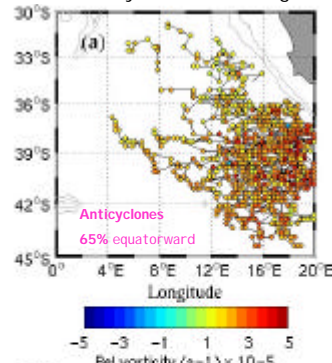 30°S
(a)
33°S
36°S
39°S
42°S
45°S
Anticyclones
65% equatorward
0° 4°E 8°E 12°E 16°E 20°E
Longitude
−5 −3 −1 1 3 5